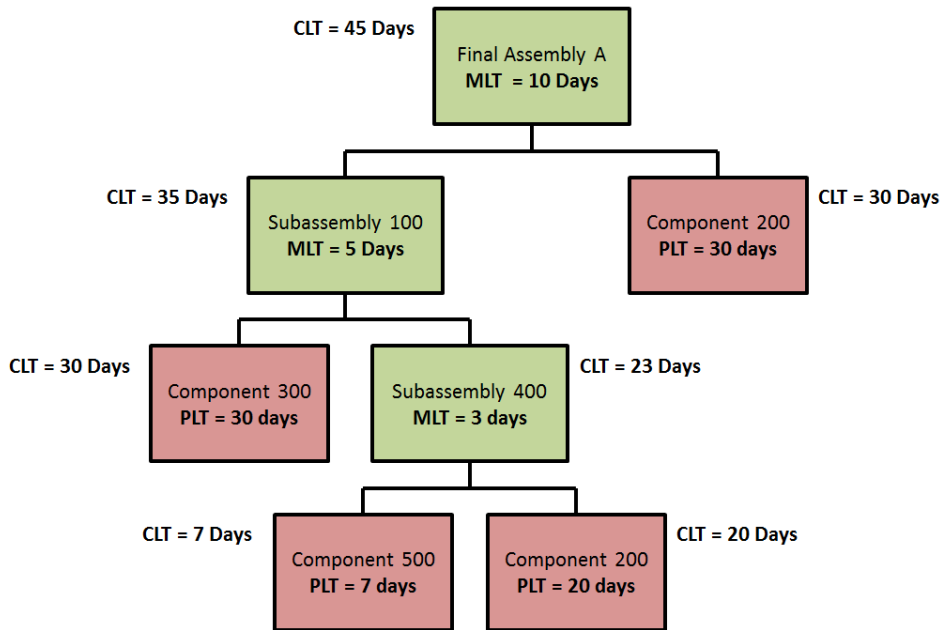 CLT = 45 Days
Final Assembly A
MLT = 10 Days
CLT = 35 Days
Subassembly 100
MLT = 5 Days
Component 200
PLT = 30 days
CLT = 30 Days
CLT = 30 Days
Component 300
PLT = 30 days
Subassembly 400
MLT = 3 days
CLT = 23 Days
CLT = 7 Days
Component 500
PLT = 7 days
Component 200
PLT = 20 days
CLT = 20 Days